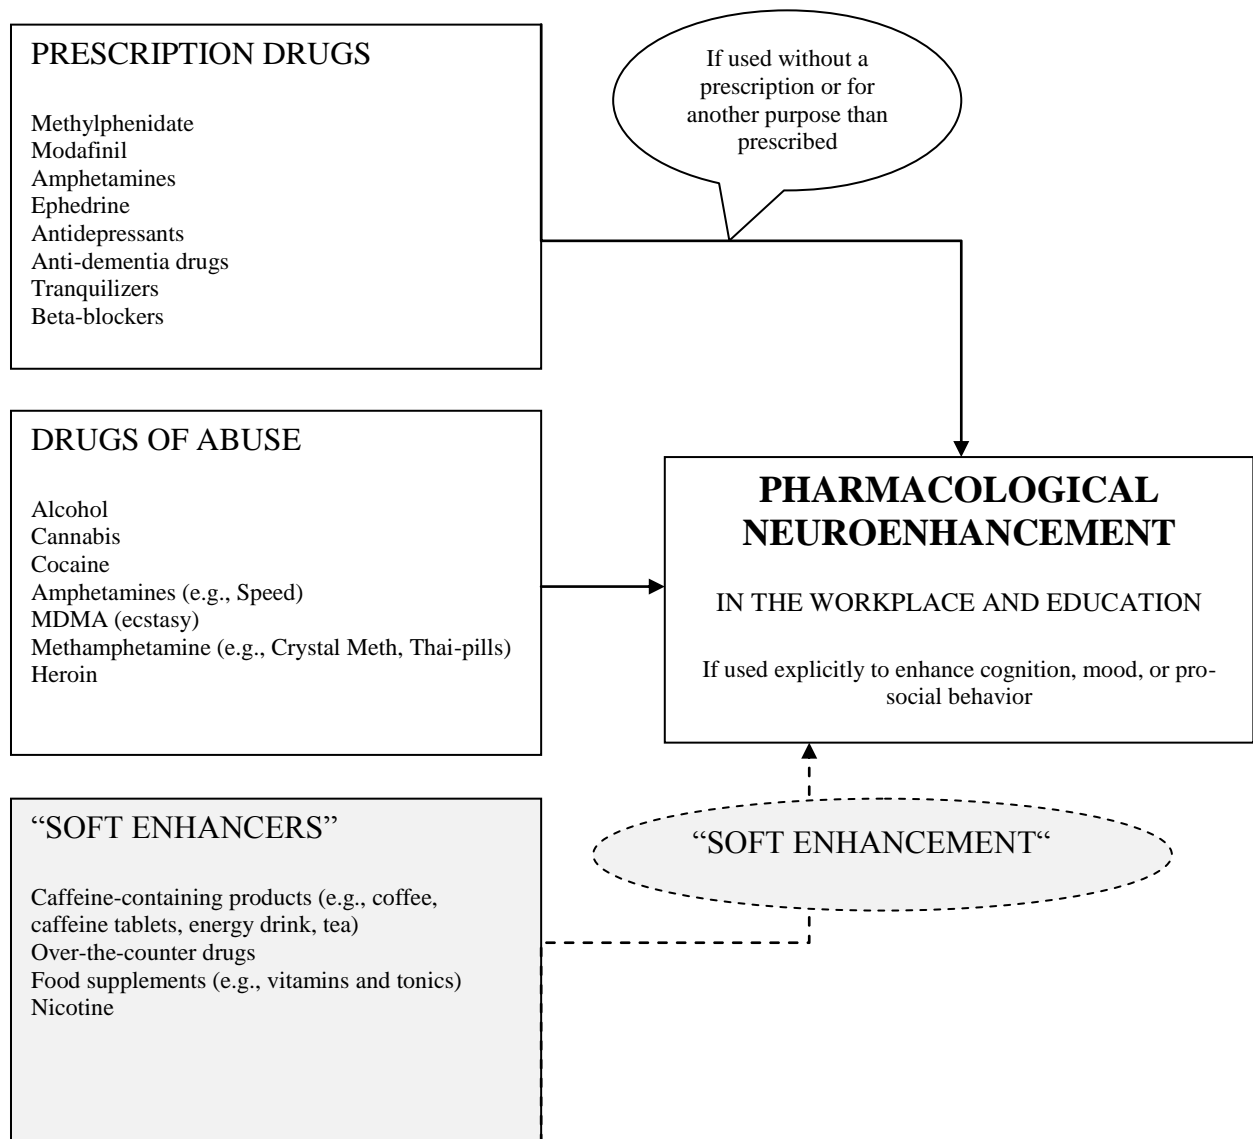 PRESCRIPTION DRUGS
Methylphenidate
Modafinil
Amphetamines
Ephedrine
Antidepressants
Anti-dementia drugs
Tranquilizers
Beta-blockers
If used without a
prescription or for
another purpose than
prescribed
DRUGS OF ABUSE
Alcohol
Cannabis
Cocaine
Amphetamines (e.g., Speed)
MDMA (ecstasy)
Methamphetamine (e.g., Crystal Meth, Thai-pills)
Heroin
PHARMACOLOGICAL
NEUROENHANCEMENT
IN THE WORKPLACE AND EDUCATION
If used explicitly to enhance cognition, mood, or pro-
social behavior
“SOFT ENHANCERS”
Caffeine-containing products (e.g., coffee,
caffeine tablets, energy drink, tea)
Over-the-counter drugs
Food supplements (e.g., vitamins and tonics)
Nicotine
“SOFT ENHANCEMENT“